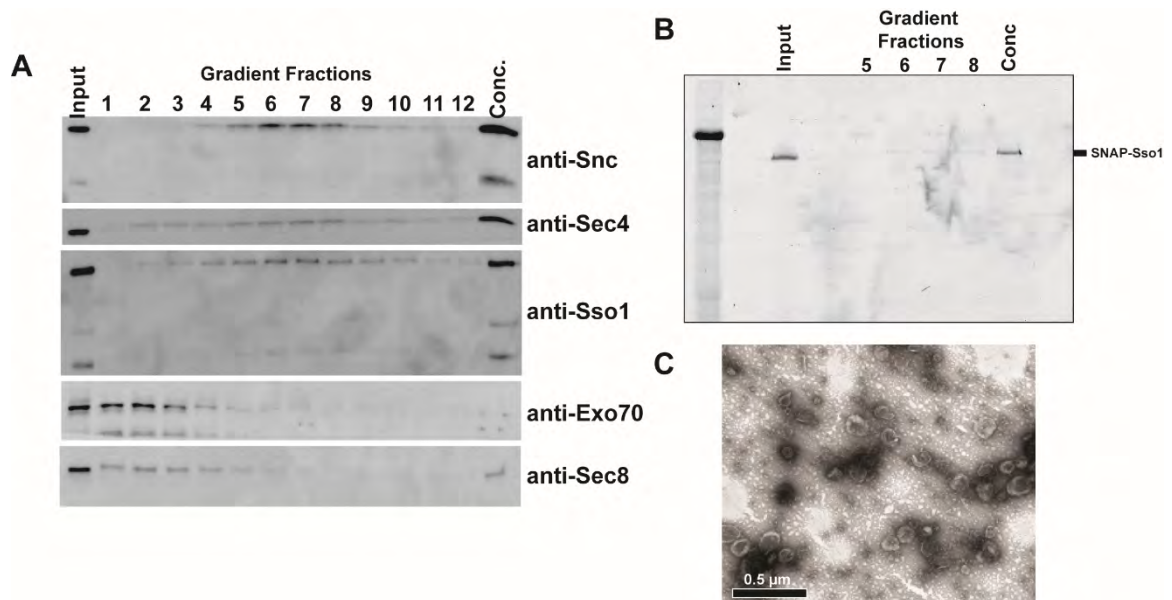 A
Gradient Fractions
Input 1 2 3 4 5 6 7 8 9 10 11 12 Conc.
anti-Snc
anti-Sec4
anti-Sso1
anti-Exo70
anti-Sec8
B
Gradient
Fractions
Input 5 6 7 8 Conc
SNAP-Sso1
C
0.5 µm